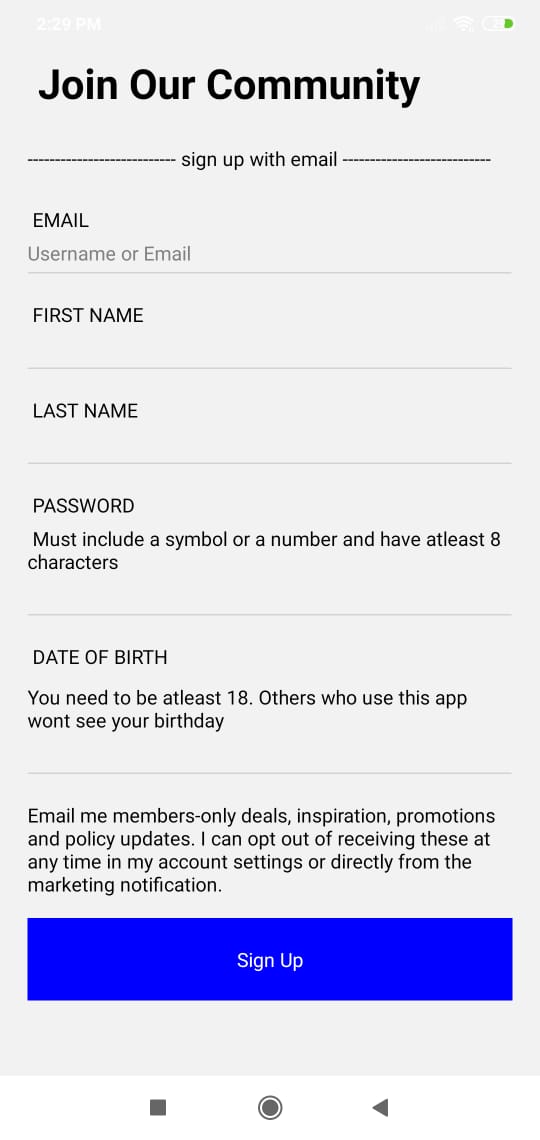 2:29 PM
Join Our Community
--------------------------- sign up with email ---------------------------
EMAIL
Username or Email
FIRST NAME
LAST NAME
PASSWORD
Must include a symbol or a number and have atleast 8
characters
DATE OF BIRTH
You need to be atleast 18. Others who use this app
wont see your birthday
Email me members-only deals, inspiration, promotions
and policy updates. I can opt out of receiving these at
any time in my account settings or directly from the
marketing notification.
Sign Up